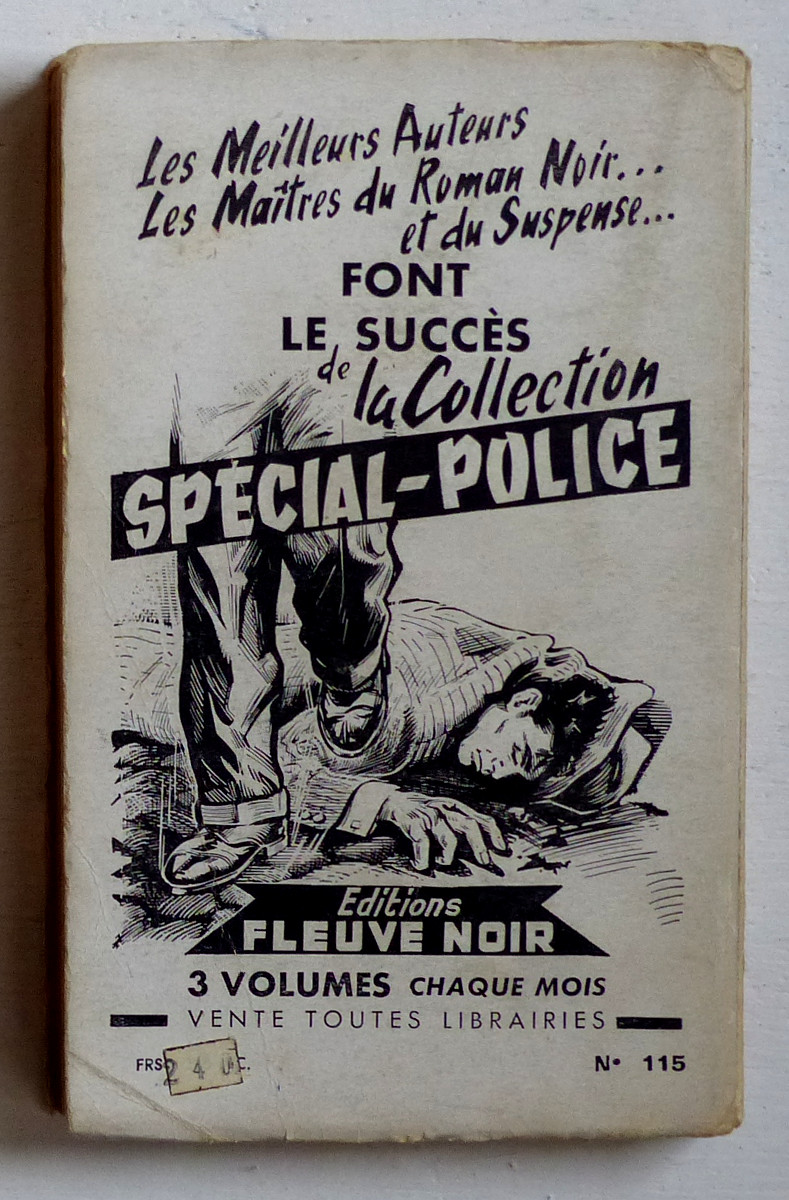 Les Meilleurs Auteurs
Les Maîtres du Roman Noir...
et du Suspense...
FONT
LE SUCCÈS
de la Collection
SPÉCIAL-POLICE
Editions
FLEUVE NOIR
3 VOLUMES CHAQUE MOIS
VENTE TOUTES LIBRAIRIES
FRS 240 C. N° 115